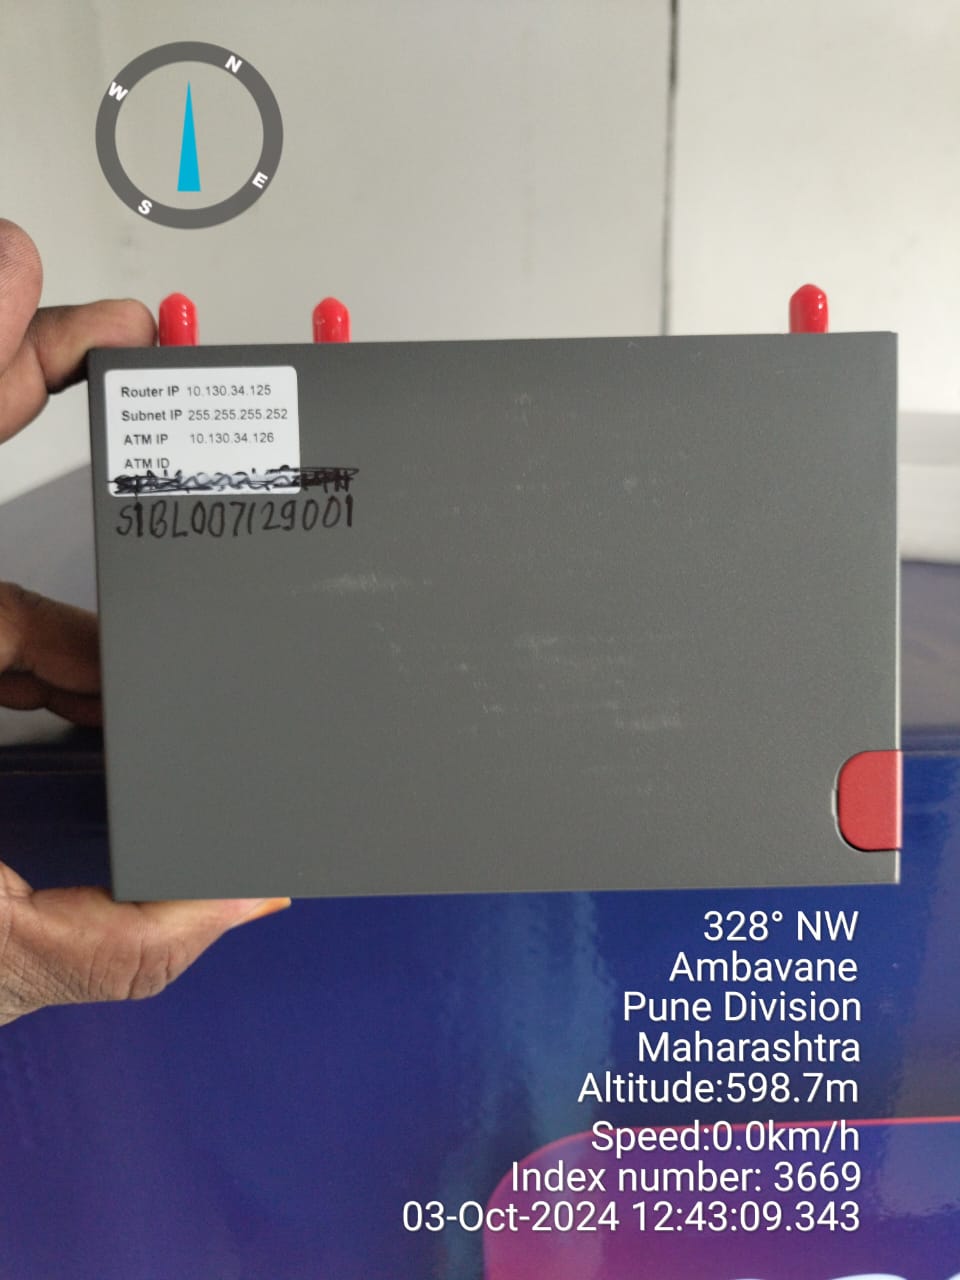 N
W
E
S
Router IP 10.130.34.125
Subnet IP 255.255.255.252
ATM IP 10.130.34.126
ATM ID
S1BL007129001
328° NW
Ambavane
Pune Division
Maharashtra
Altitude:598.7m
Speed:0.0km/h
Index number: 3669
03-Oct-2024 12:43:09.343